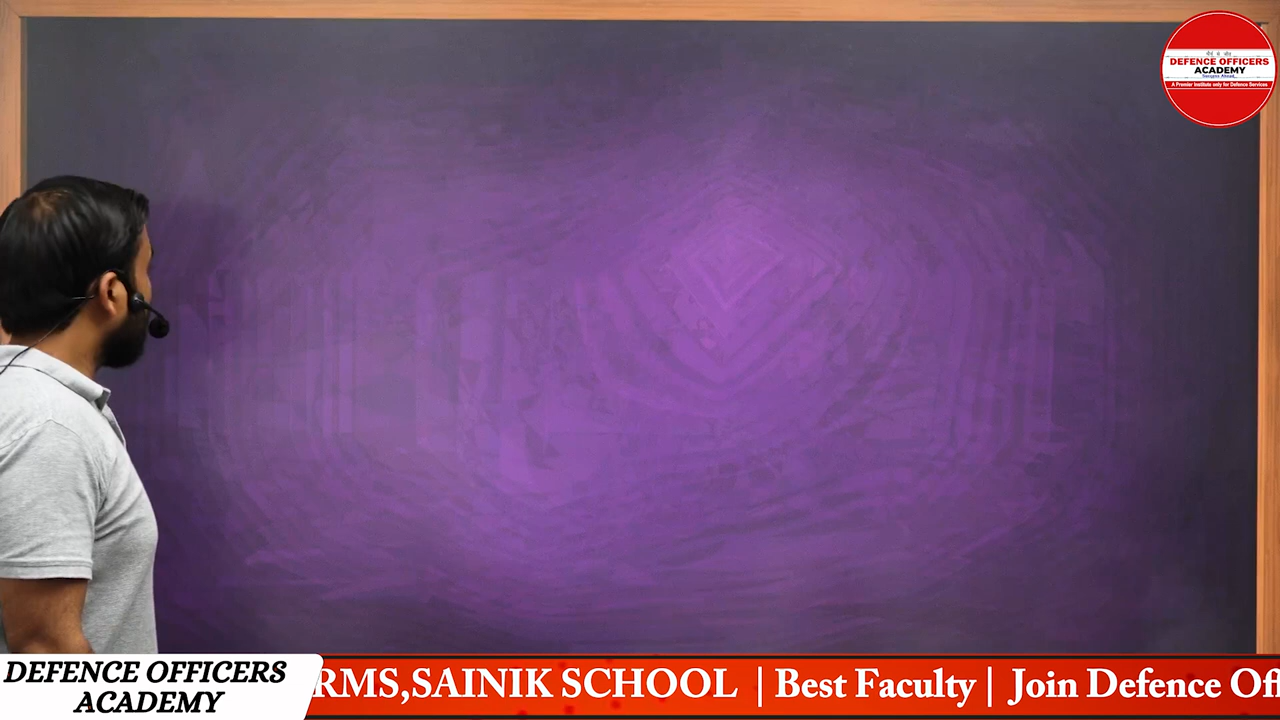 DEFENCE OFFICERS
ACADEMY
A Premier Institute only for Defence Services
DEFENCE OFFICERS
ACADEMY
RMS,SAINIK SCHOOL | Best Faculty | Join Defence Off